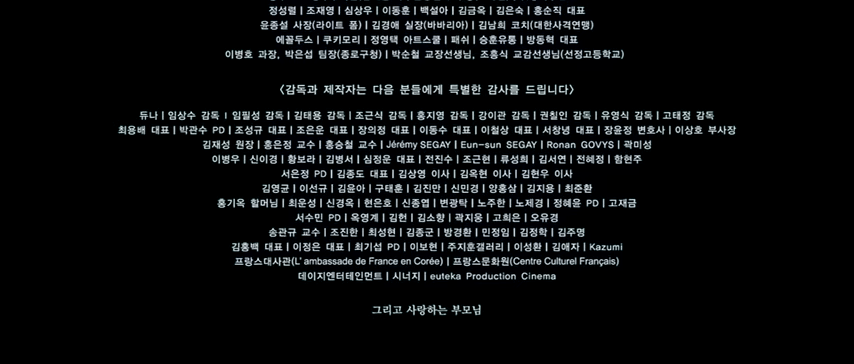 정성렬 | 조재영 | 심상우 | 이동훈 | 백설아 | 김금옥 | 김은숙 | 홍순직 대표
윤종설 사장(라이트 폼) | 김경애 실장(바바리아) | 김남희 코치(대한사격연맹)
에꼴두스 | 쿠키모리 | 정영택 아트스쿨 | 패쉬 | 승훈유통 | 방동혁 대표
이병호 과장, 박은섭 팀장(종로구청) | 박순철 교장선생님, 조홍식 교감선생님(선정고등학교)
<감독과 제작자는 다음 분들에게 특별한 감사를 드립니다>
듀나 | 임상수 감독 | 임필성 감독 | 김태용 감독 | 조근식 감독 | 홍지영 감독 | 강이관 감독 | 권칠인 감독 | 유영식 감독 | 고태정 감독
최용배 대표 | 박관수 PD | 조성규 대표 | 조은운 대표 | 장의정 대표 | 이동수 대표 | 이철상 대표 | 서창녕 대표 | 장윤정 변호사 | 이상호 부사장
김재성 원장 | 홍은정 교수 | 홍승철 교수 | Jérémy SEGAY | Eun-sun SEGAY | Ronan GOVYS | 곽미성
이병우 | 신이경 | 황보라 | 김병서 | 심정운 대표 | 전진수 | 조근현 | 류성희 | 김서연 | 전혜정 | 함현주
서은정 PD | 김종도 대표 | 김상영 이사 | 김옥현 이사 | 김현우 이사
김영균 | 이선규 | 김윤아 | 구태훈 | 김진만 | 신민경 | 양홍삼 | 김지용 | 최준환
홍기옥 할머님 | 최운성 | 신경옥 | 현은호 | 신종엽 | 변광탁 | 노주한 | 노제경 | 정혜윤 PD | 고재금
서수민 PD | 옥영계 | 김헌 | 김소향 | 곽지웅 | 고희은 | 오유경
송관규 교수 | 조진한 | 최성현 | 김종군 | 방경환 | 민정임 | 김정학 | 김주명
김홍백 대표 | 이정은 대표 | 최기섭 PD | 이보현 | 주지훈갤러리 | 이성환 | 김애자 | Kazumi
프랑스대사관(L' ambassade de France en Corée) | 프랑스문화원(Centre Culturel Français)
데이지엔터테인먼트 | 시너지 | euteka Production Cinema
그리고 사랑하는 부모님